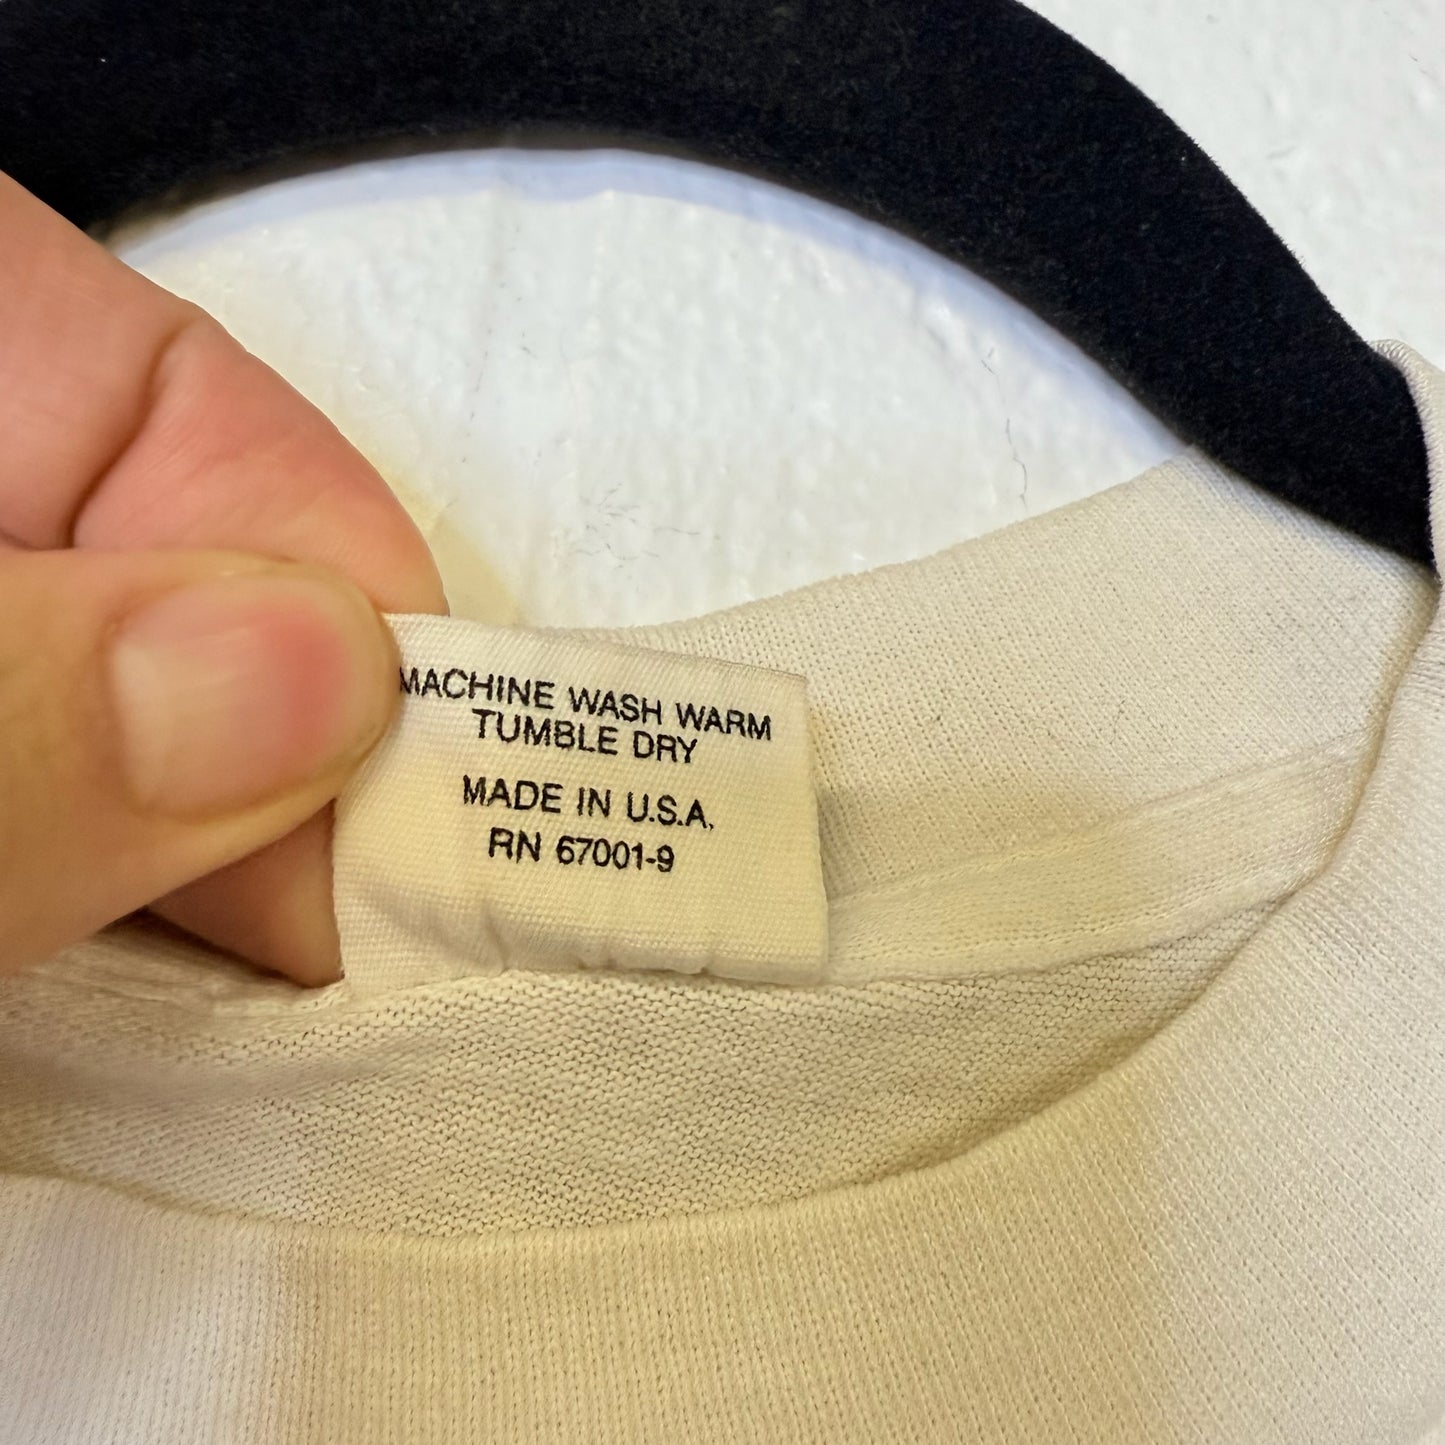 MACHINE WASH WARM
TUMBLE DRY
MADE IN U.S.A.
RN 67001-9